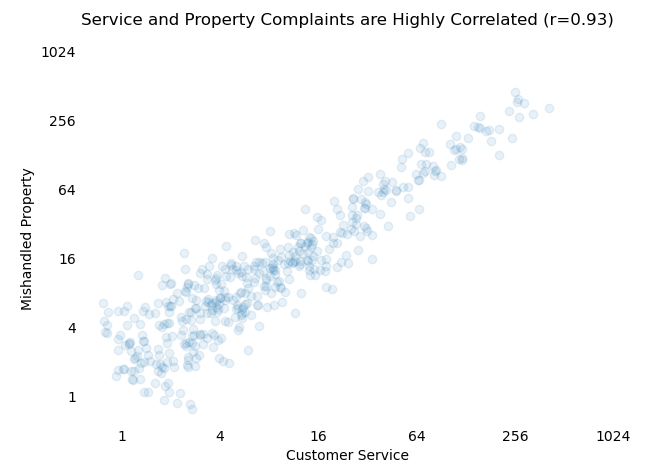 Service and Property Complaints are Highly Correlated (r=0.93)
1024
256
64
16
4
1
Mishandled Property
1 4 16 64 256 1024
Customer Service